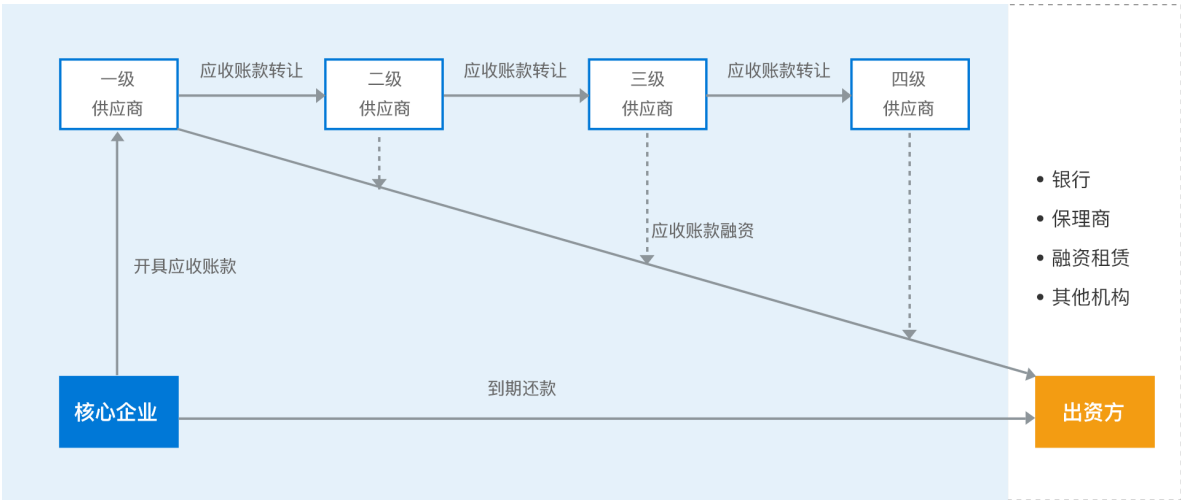 一级
供应商
应收账款转让
二级
供应商
应收账款转让
三级
供应商
应收账款转让
四级
供应商
• 银行
• 保理商
• 融资租赁
• 其他机构
应收账款融资
开具应收账款
核心企业
到期还款
出资方